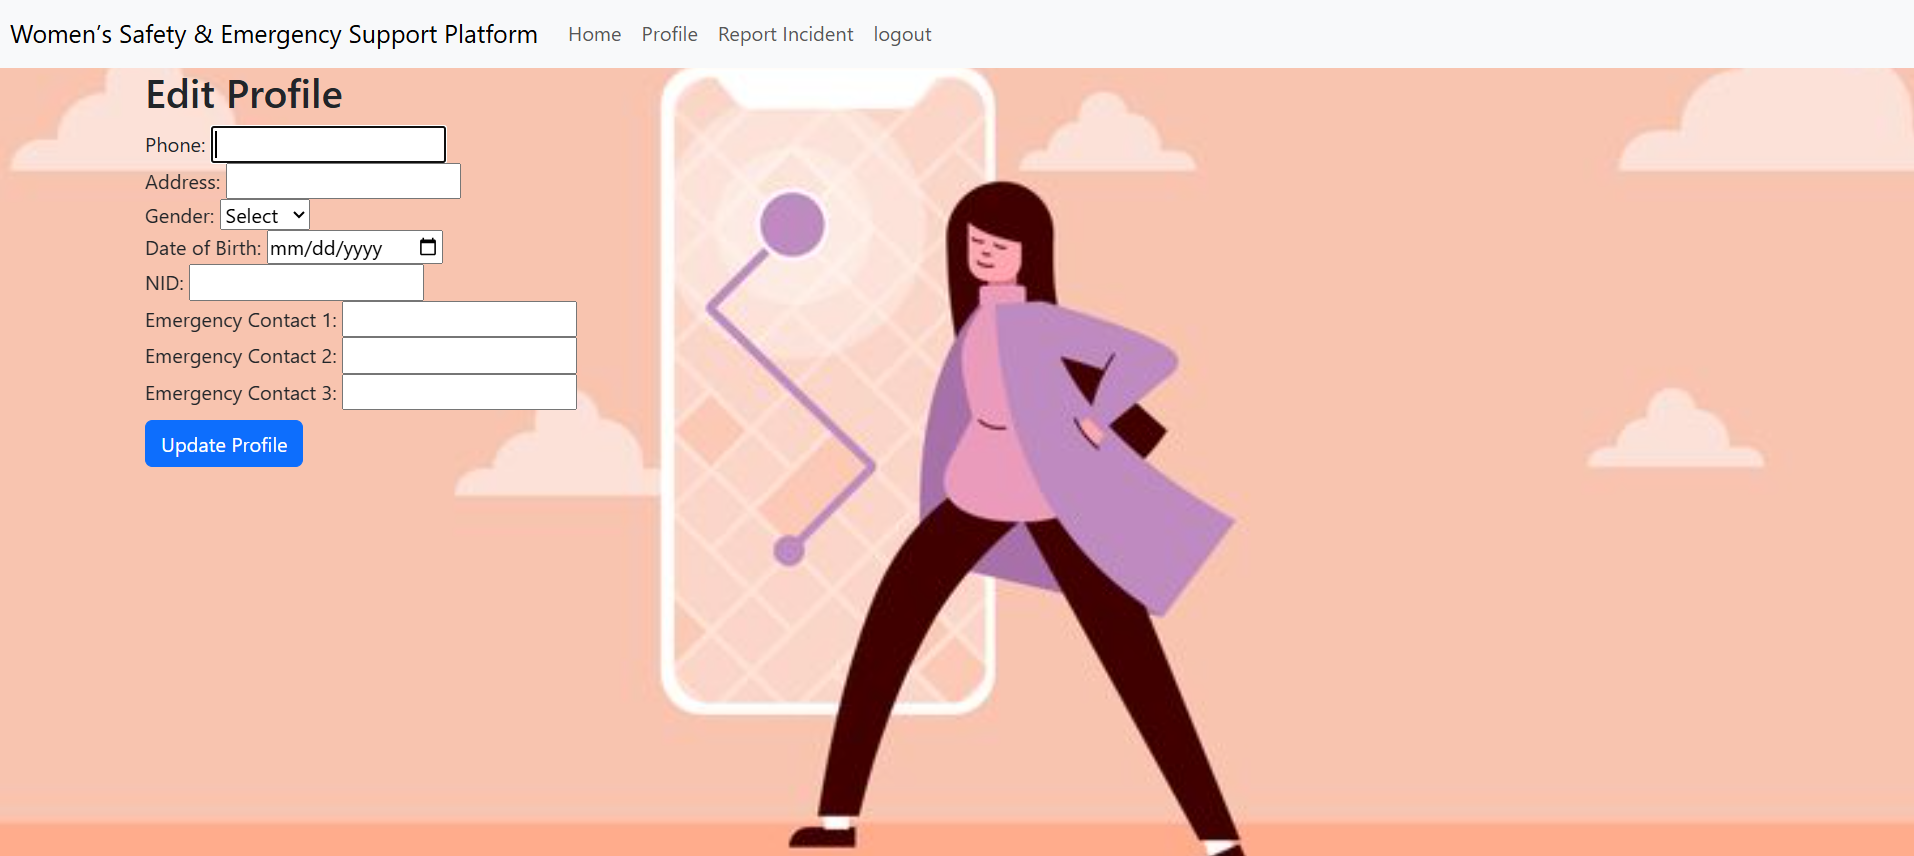 Women’s Safety & Emergency Support Platform Home Profile Report Incident logout
Edit Profile
Phone:
Address:
Gender: Select
Date of Birth: mm/dd/yyyy
NID:
Emergency Contact 1:
Emergency Contact 2:
Emergency Contact 3:
Update Profile